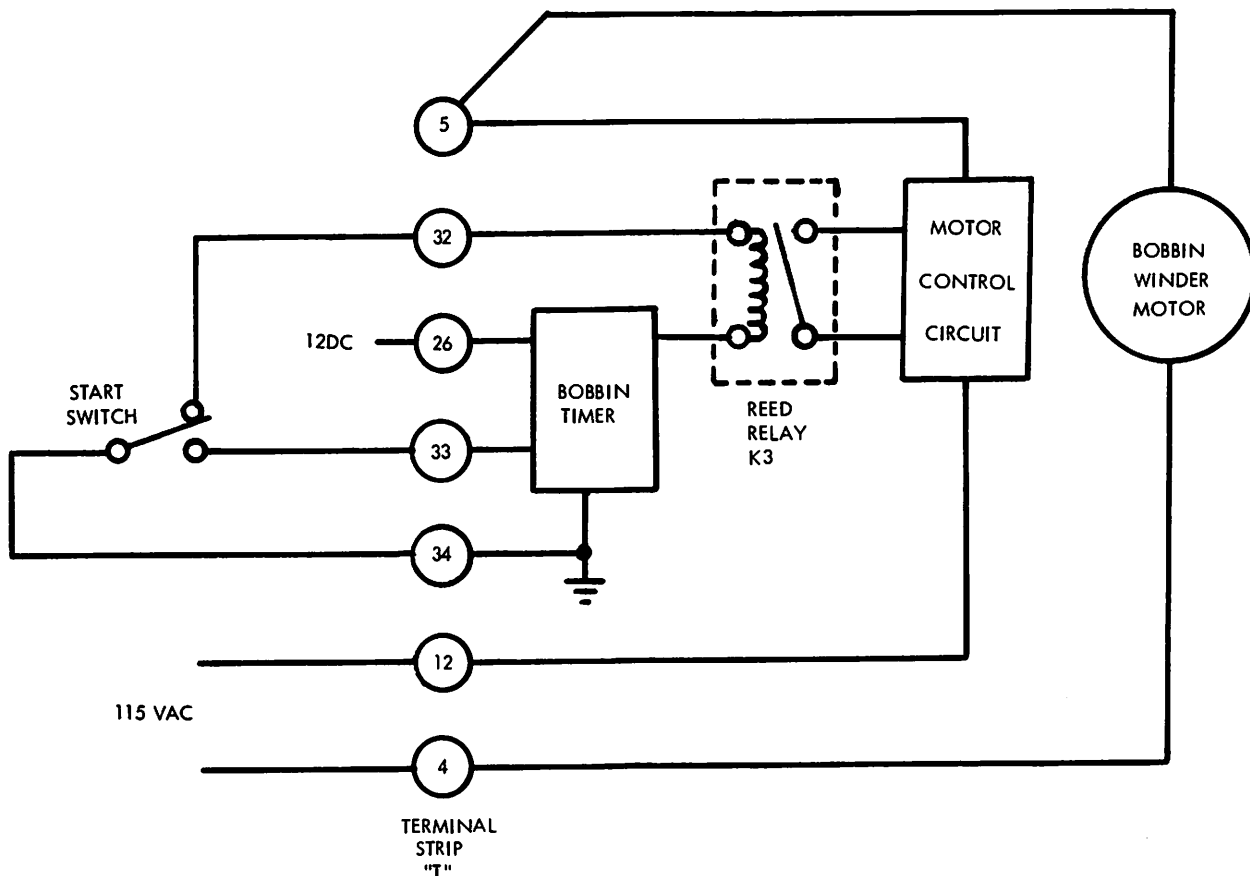 5
32
MOTOR
CONTROL
CIRCUIT
BOBBIN
WINDER
MOTOR
12DC
26
BOBBIN
TIMER
START
SWITCH
REED
RELAY
K3
33
34
12
115 VAC
4
TERMINAL
STRIP
"T"